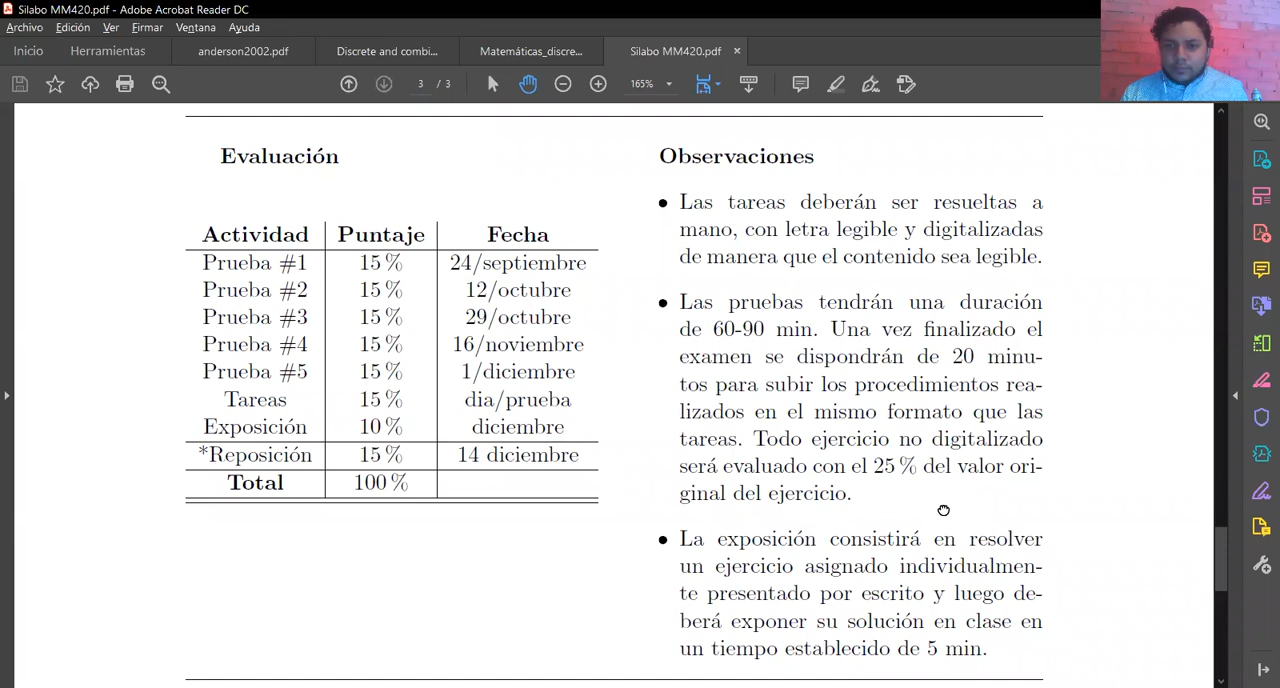 Silabo MM420.pdf - Adobe Acrobat Reader DC
Archivo Edición Ver Firmar Ventana Ayuda
Inicio Herramientas anderson2002.pdf Discrete and combi... Matemáticas_discre... Silabo MM420.pdf ×
3 / 3 165%
Evaluación
Actividad Puntaje Fecha
Prueba #1 15 % 24/septiembre
Prueba #2 15 % 12/octubre
Prueba #3 15 % 29/octubre
Prueba #4 15 % 16/noviembre
Prueba #5 15 % 1/diciembre
Tareas 15 % dia/prueba
Exposición 10 % diciembre
*Reposición 15 % 14 diciembre
Total 100 %
Observaciones
• Las tareas deberán ser resueltas a
mano, con letra legible y digitalizadas
de manera que el contenido sea legible.
• Las pruebas tendrán una duración
de 60-90 min. Una vez finalizado el
examen se dispondrán de 20 minu-
tos para subir los procedimientos rea-
lizados en el mismo formato que las
tareas. Todo ejercicio no digitalizado
será evaluado con el 25 % del valor ori-
ginal del ejercicio.
• La exposición consistirá en resolver
un ejercicio asignado individualmen-
te presentado por escrito y luego de-
berá exponer su solución en clase en
un tiempo establecido de 5 min.